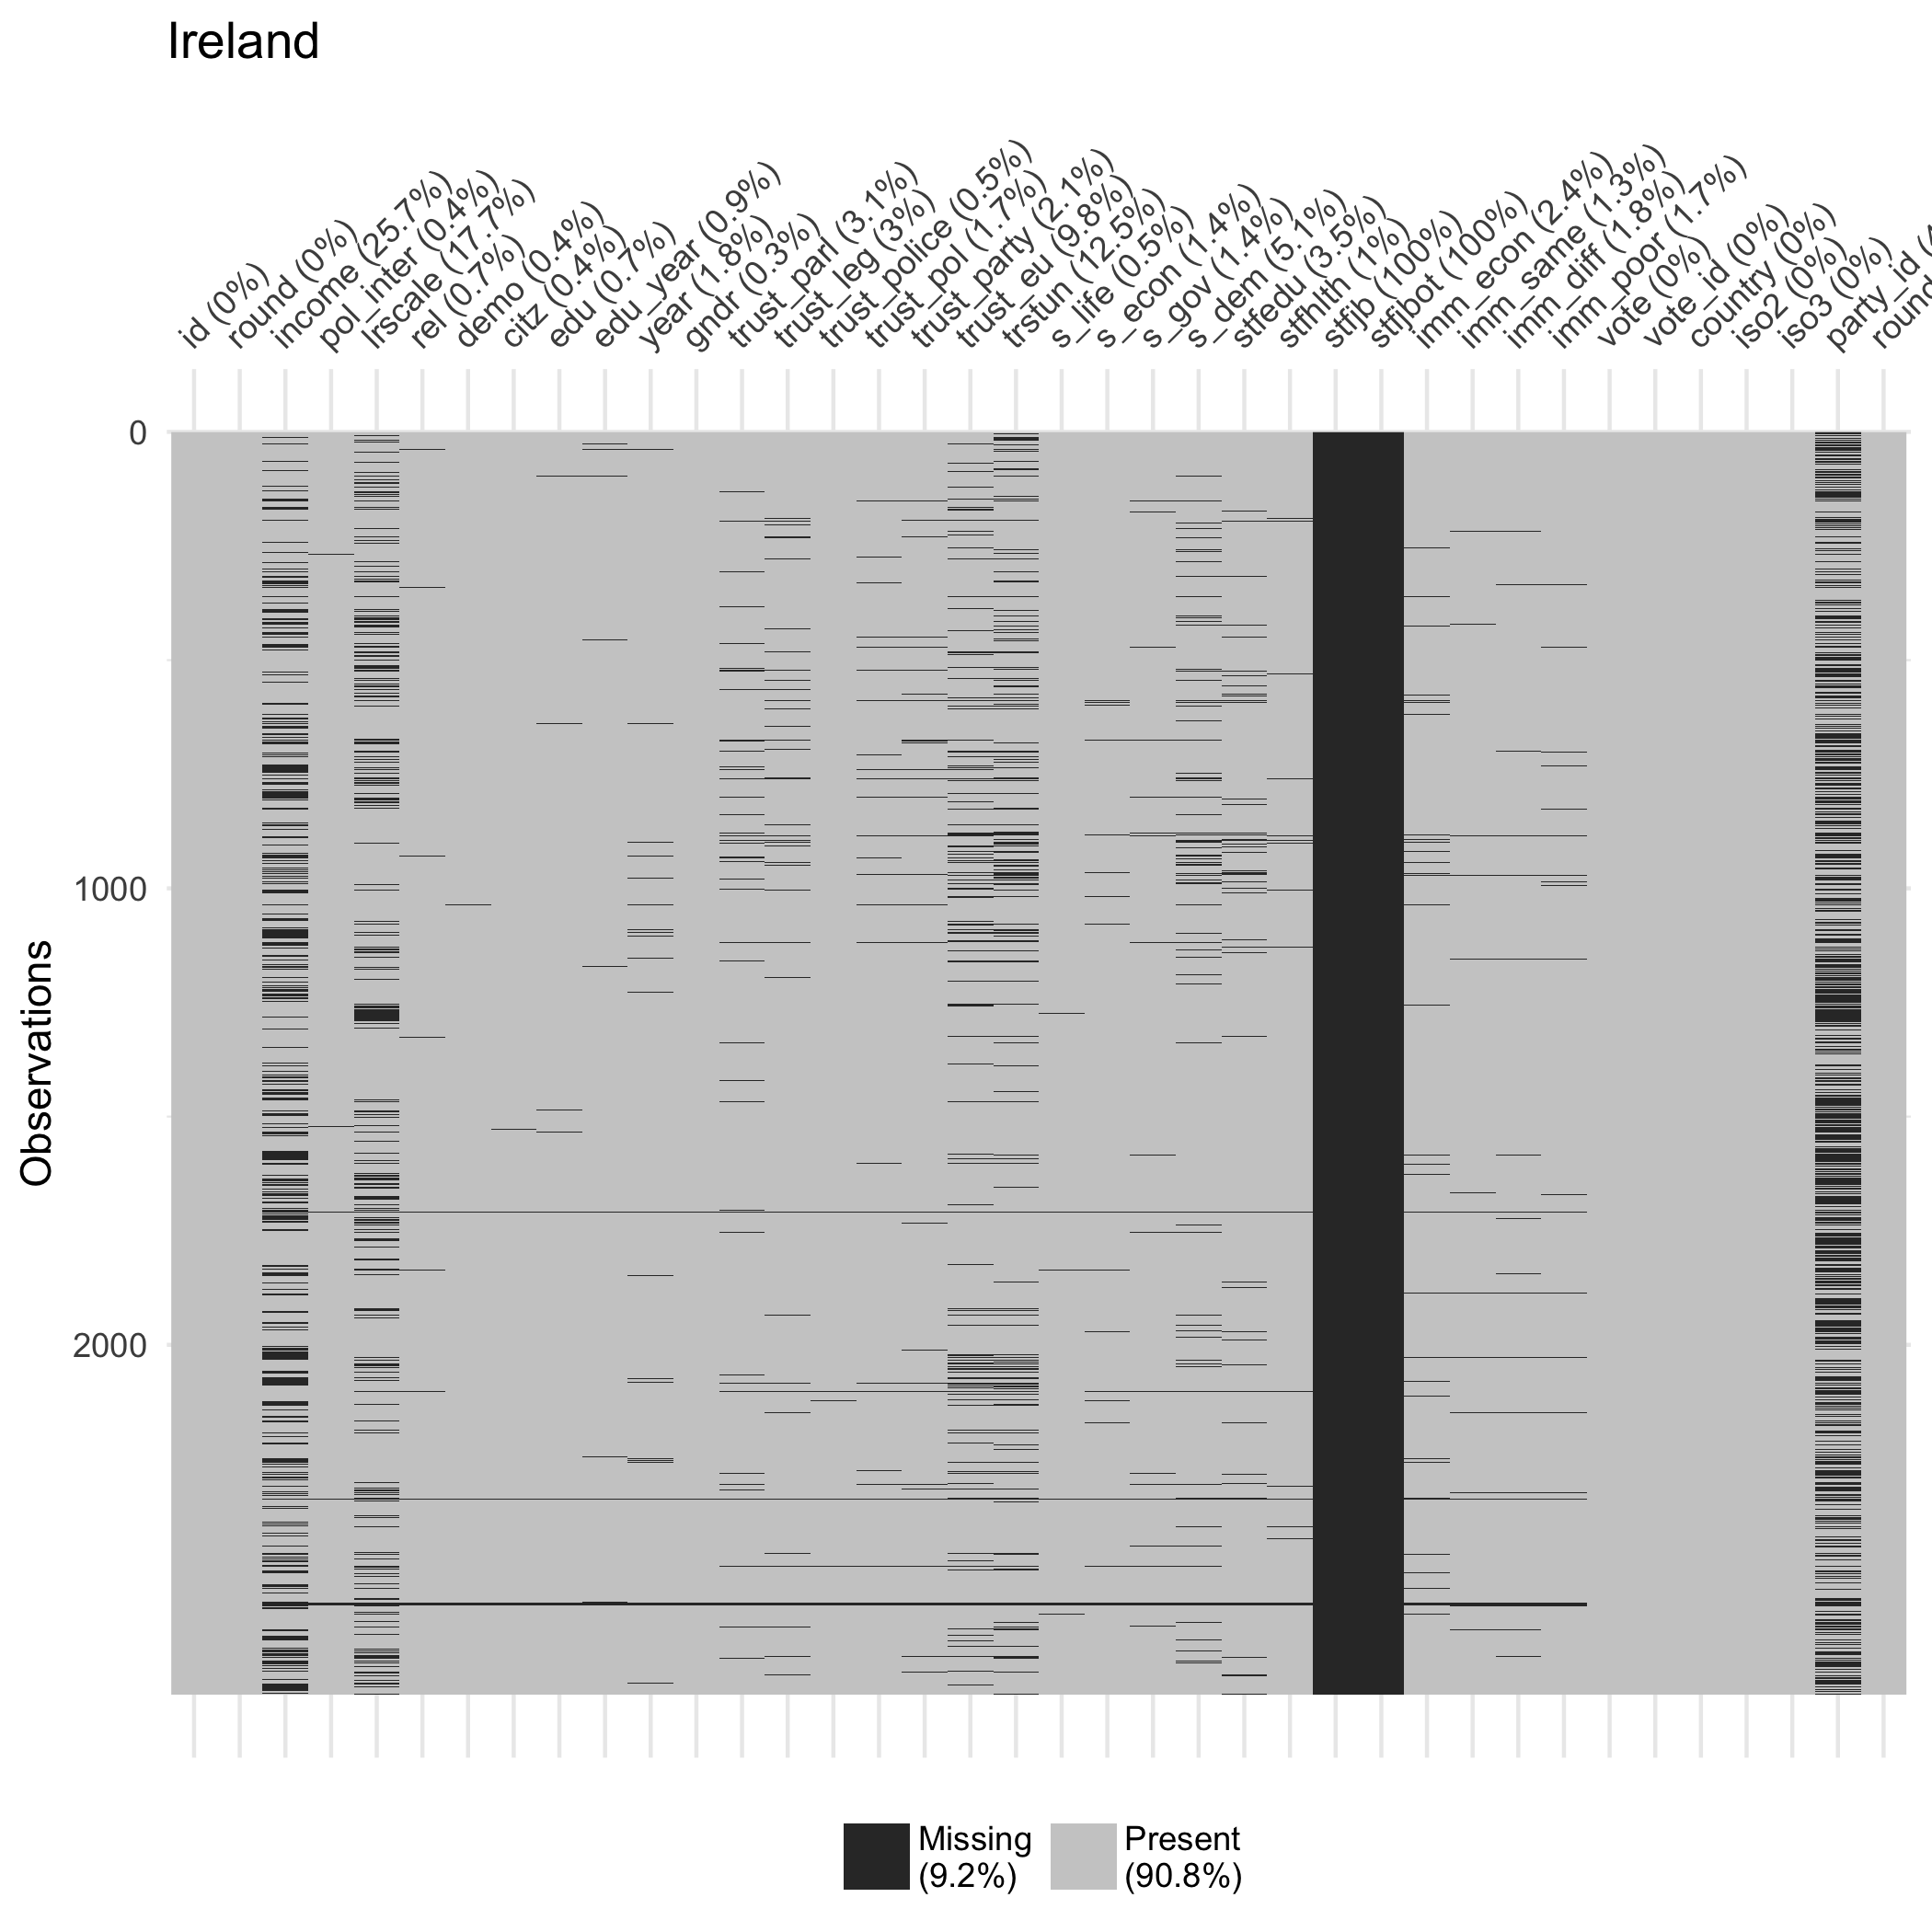 Ireland
id (0%)
round (0%)
income (25.7%)
pol_inter (0.4%)
lrscale (17.7%)
rel (0.7%)
demo (0.4%)
citz (0.4%)
edu (0.7%)
edu_year (0.9%)
year (1.8%)
gndr (0.3%)
trust_parl (3.1%)
trust_leg (3%)
trust_police (0.5%)
trust_pol (1.7%)
trust_party (2.1%)
trust_eu (9.8%)
trstun (12.5%)
s_life (0.5%)
s_econ (1.4%)
s_gov (1.4%)
s_dem (5.1%)
stfedu (3.5%)
stfhlth (1%)
stfjb (100%)
stfjbot (100%)
imm_econ (2.4%)
imm_same (1.3%)
imm_diff (1.8%)
imm_poor (1.7%)
vote (0%)
vote_id (0%)
country (0%)
iso2 (0%)
iso3 (0%)
party_id
round
0
1000
2000
Observations
Missing
(9.2%)
Present
(90.8%)